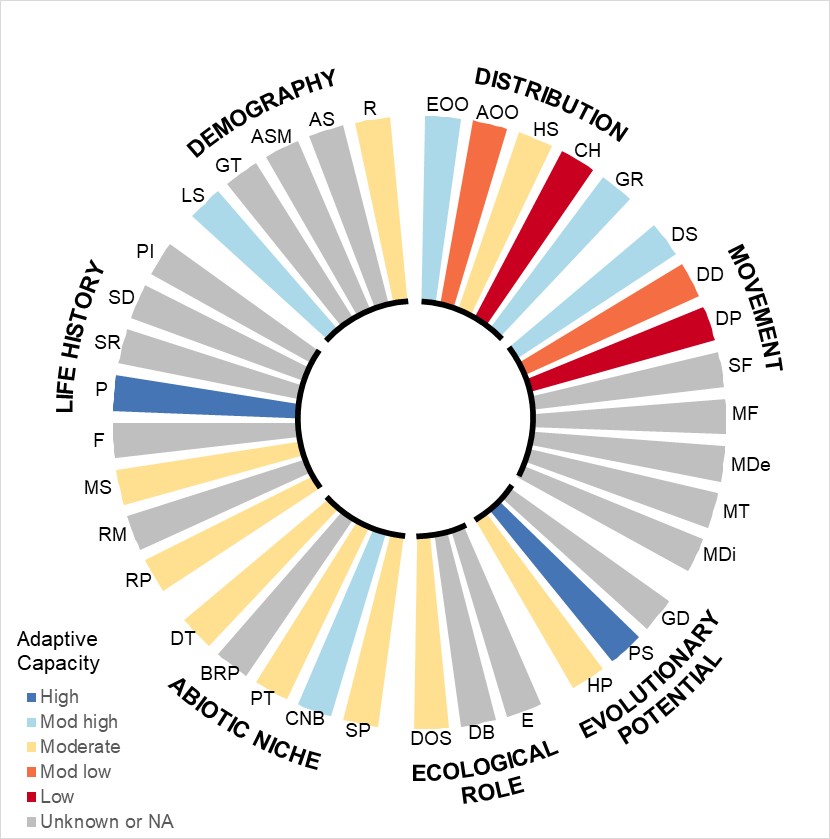 DISTRIBUTION
EOO
AOO
HS
CH
GR
MOVEMENT
DS
DD
DP
SF
MF
MDe
MT
MDi
EVOLUTIONARY
POTENTIAL
GD
PS
HP
ECOLOGICAL
ROLE
E
DB
DOS
ABIOTIC NICHE
SP
CNB
PT
BRP
DT
LIFE HISTORY
RP
RM
MS
F
P
SR
SD
PI
DEMOGRAPHY
LS
GT
ASM
AS
R
Adaptive
Capacity
High
Mod high
Moderate
Mod low
Low
Unknown or NA